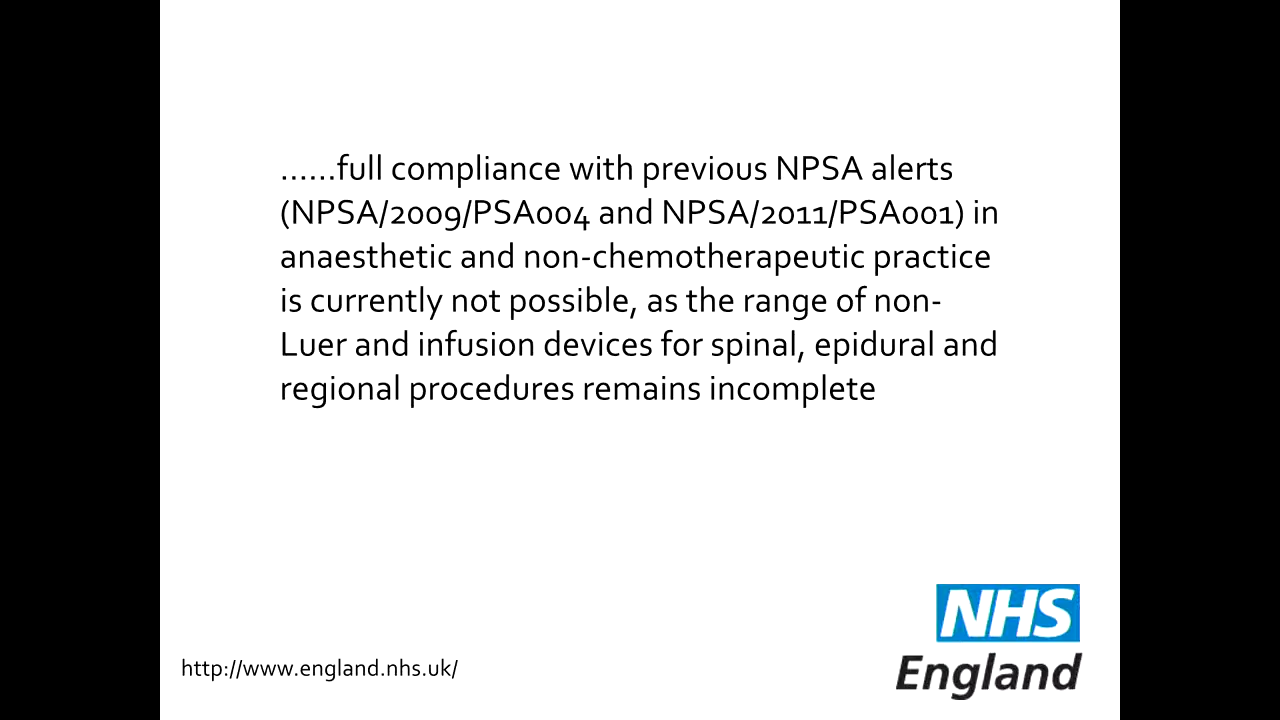 ......full compliance with previous NPSA alerts
(NPSA/2009/PSA004 and NPSA/2011/PSA001) in
anaesthetic and non-chemotherapeutic practice
is currently not possible, as the range of non-
Luer and infusion devices for spinal, epidural and
regional procedures remains incomplete
NHS
England
http://www.england.nhs.uk/